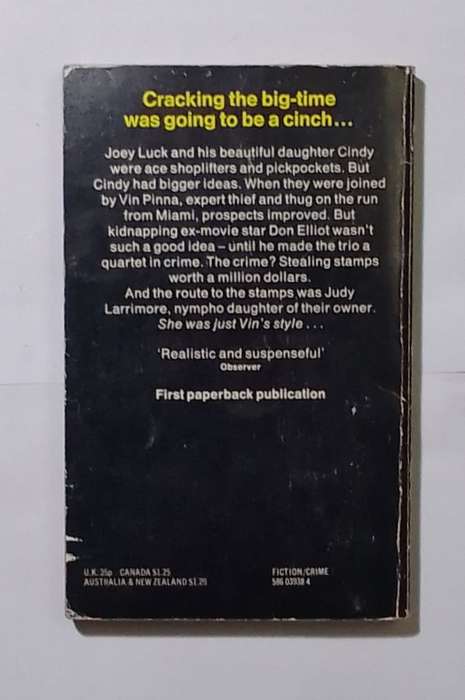 Cracking the big-time
was going to be a cinch...
Joey Luck and his beautiful daughter Cindy
were ace shoplifters and pickpockets. But
Cindy had bigger ideas. When they were joined
by Vin Pinna, expert thief and thug on the run
from Miami, prospects improved. But
kidnapping ex-movie star Don Elliot wasn't
such a good idea – until he made the trio a
quartet in crime. The crime? Stealing stamps
worth a million dollars.
And the route to the stamps was Judy
Larrimore, nympho daughter of their owner.
She was just Vin's style...
'Realistic and suspenseful'
Observer
First paperback publication
U.K. 35p CANADA $1.25
AUSTRALIA & NEW ZEALAND $1.20
FICTION/CRIME
586 03938 4